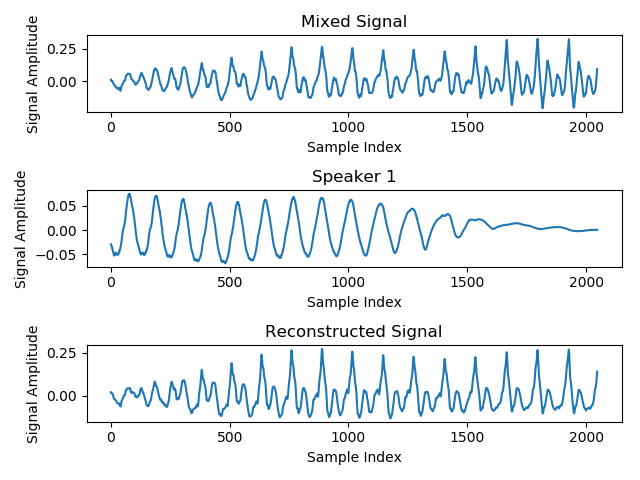 Mixed Signal
Signal Amplitude
0.25
0.00
0
500
1000
1500
2000
Sample Index
Speaker 1
Signal Amplitude
0.05
0.00
−0.05
0
500
1000
1500
2000
Sample Index
Reconstructed Signal
Signal Amplitude
0.25
0.00
0
500
1000
1500
2000
Sample Index